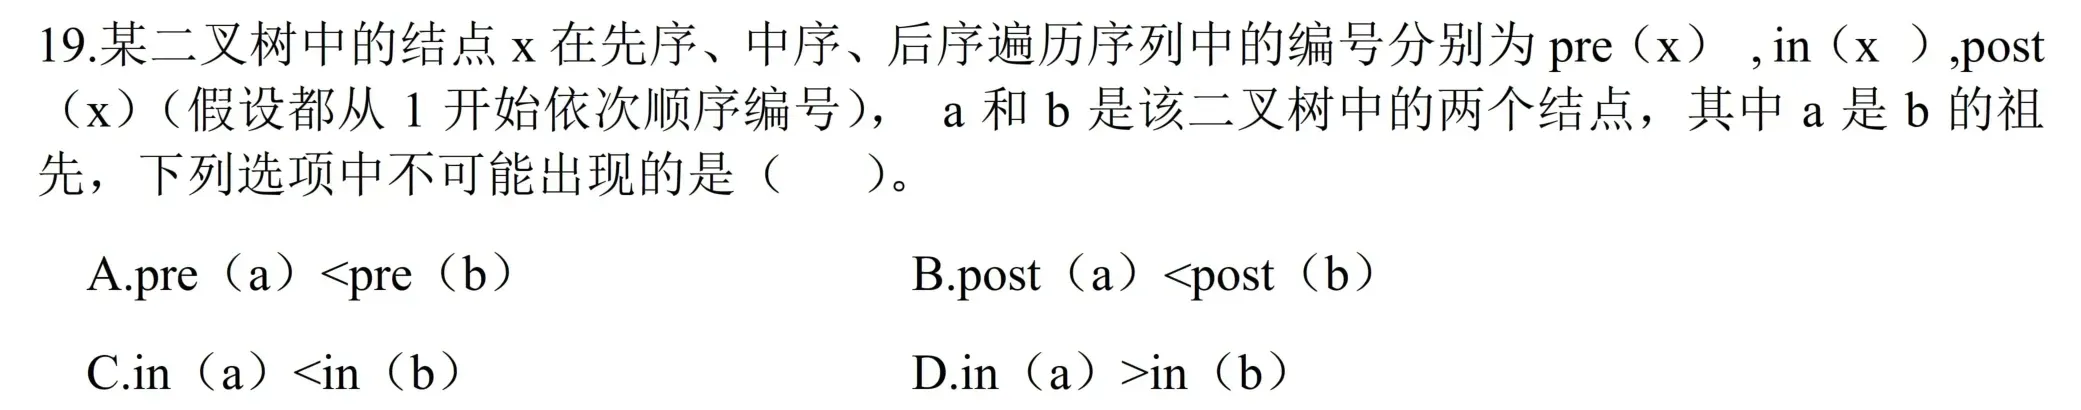 19.某二叉树中的结点 x 在先序、中序、后序遍历序列中的编号分别为 pre（x） , in（x ）,post
（x）（假设都从 1 开始依次顺序编号）， a 和 b 是该二叉树中的两个结点，其中 a 是 b 的祖
先，下列选项中不可能出现的是（ ）。
A.pre（a）<pre（b） B.post（a）<post（b）
C.in（a）<in（b） D.in（a）>in（b）